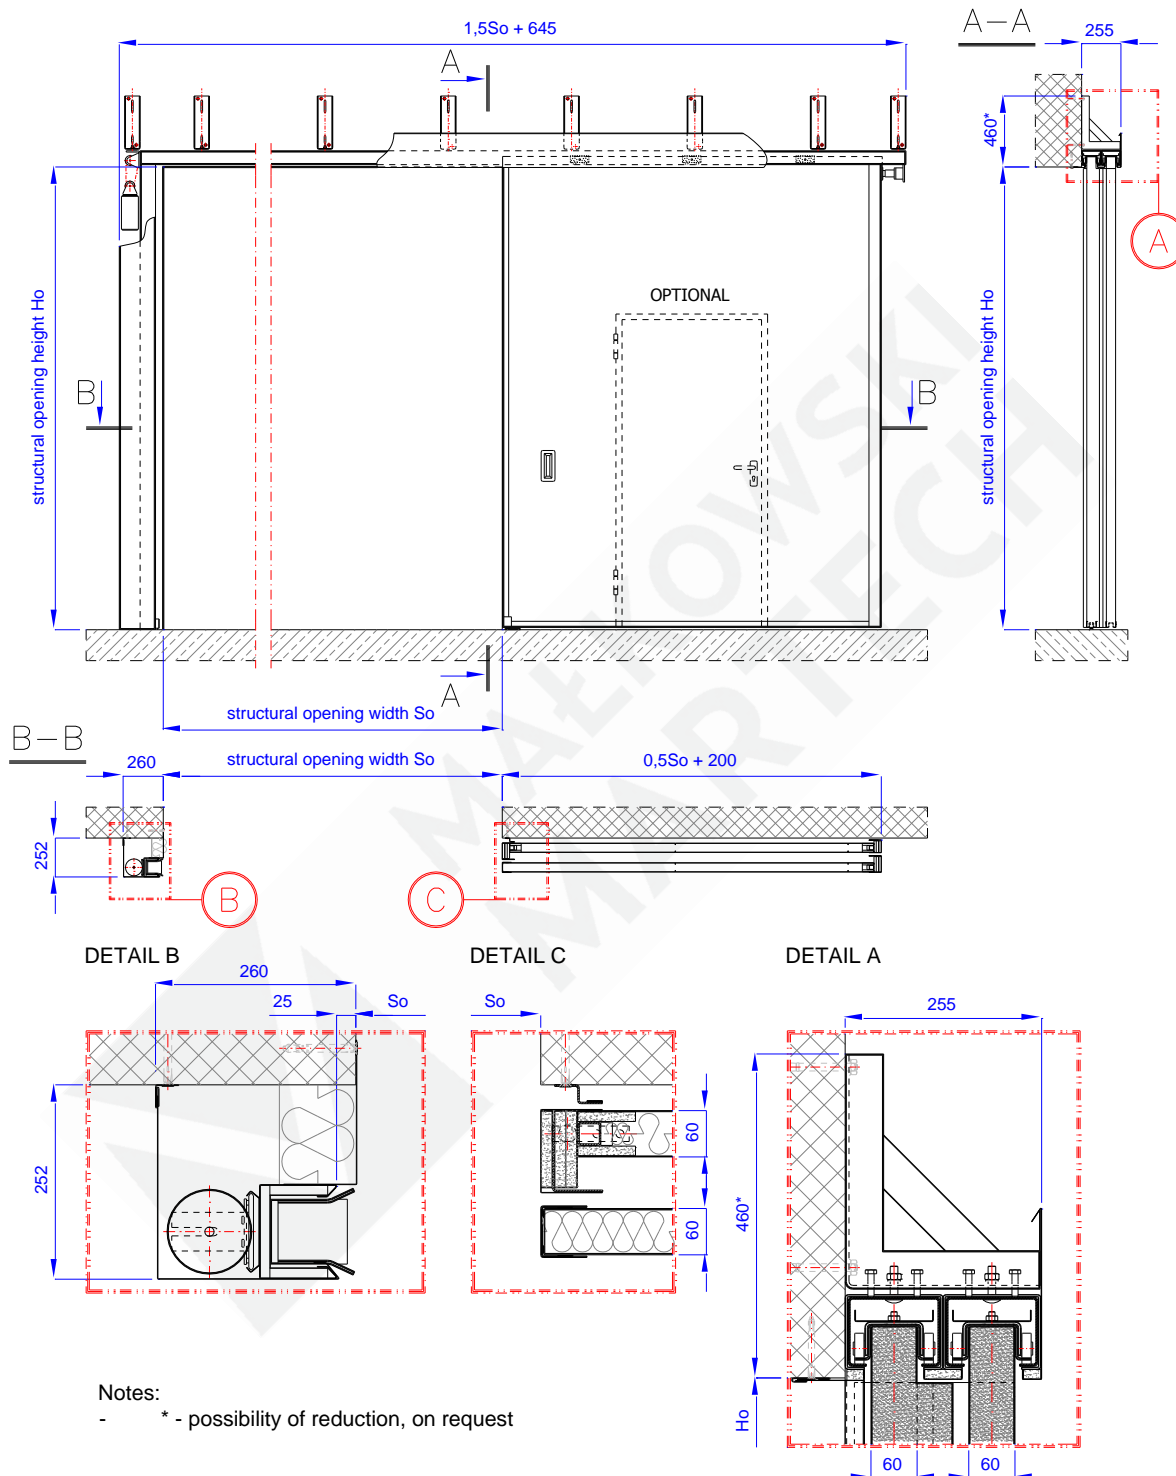 1,5So + 645
A-A
255
A
460*
A
structural opening height Ho
structural opening height Ho
OPTIONAL
B
B
A
structural opening width So
B-B
260
structural opening width So
0,5So + 200
252
B
C
DETAIL B
DETAIL C
DETAIL A
260
25
So
So
255
252
60
60
460*
Ho
60
60
Notes:
- * - possibility of reduction, on request
MAŁKOWSKI
MARTECH